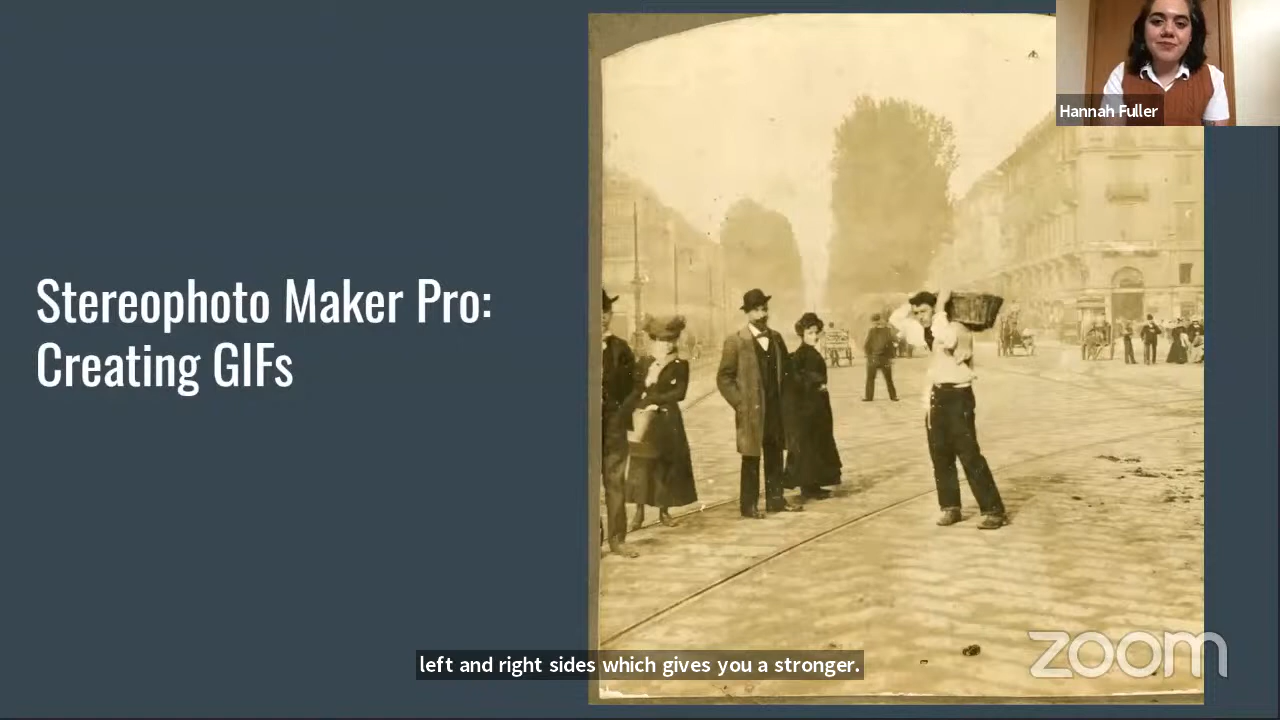 Hannah Fuller
Stereophoto Maker Pro:
Creating GIFs
left and right sides which gives you a stronger.
zoom